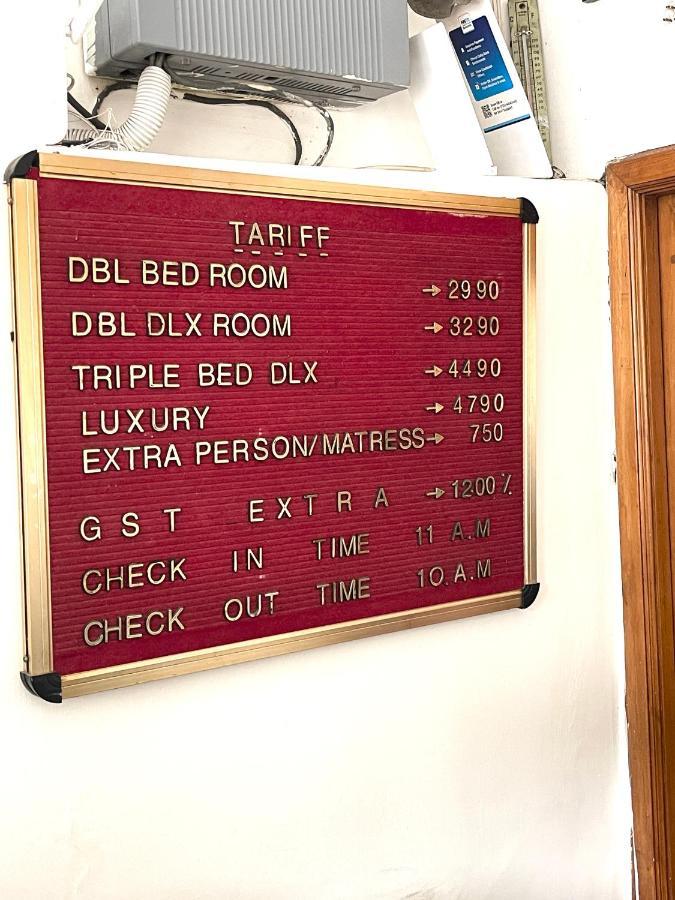 TARIFF
DBL BED ROOM → 2990
DBL DLX ROOM → 3290
TRIPLE BED DLX → 4490
LUXURY → 4790
EXTRA PERSON/MATRESS → 750
GST EXTRA → 1200 %
CHECK IN TIME 11 A.M
CHECK OUT TIME 10.A.M